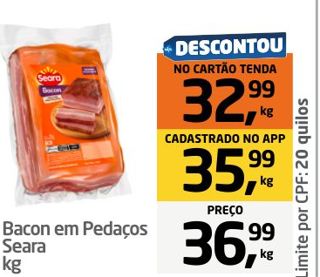 DESCONTOU
NO CARTÃO TENDA
32,99 kg
CADASTRADO NO APP
35,99 kg
PREÇO
36,99 kg
Seara
Bacon
Bacon em Pedaços
Seara
kg
Limite por CPF: 20 quilos